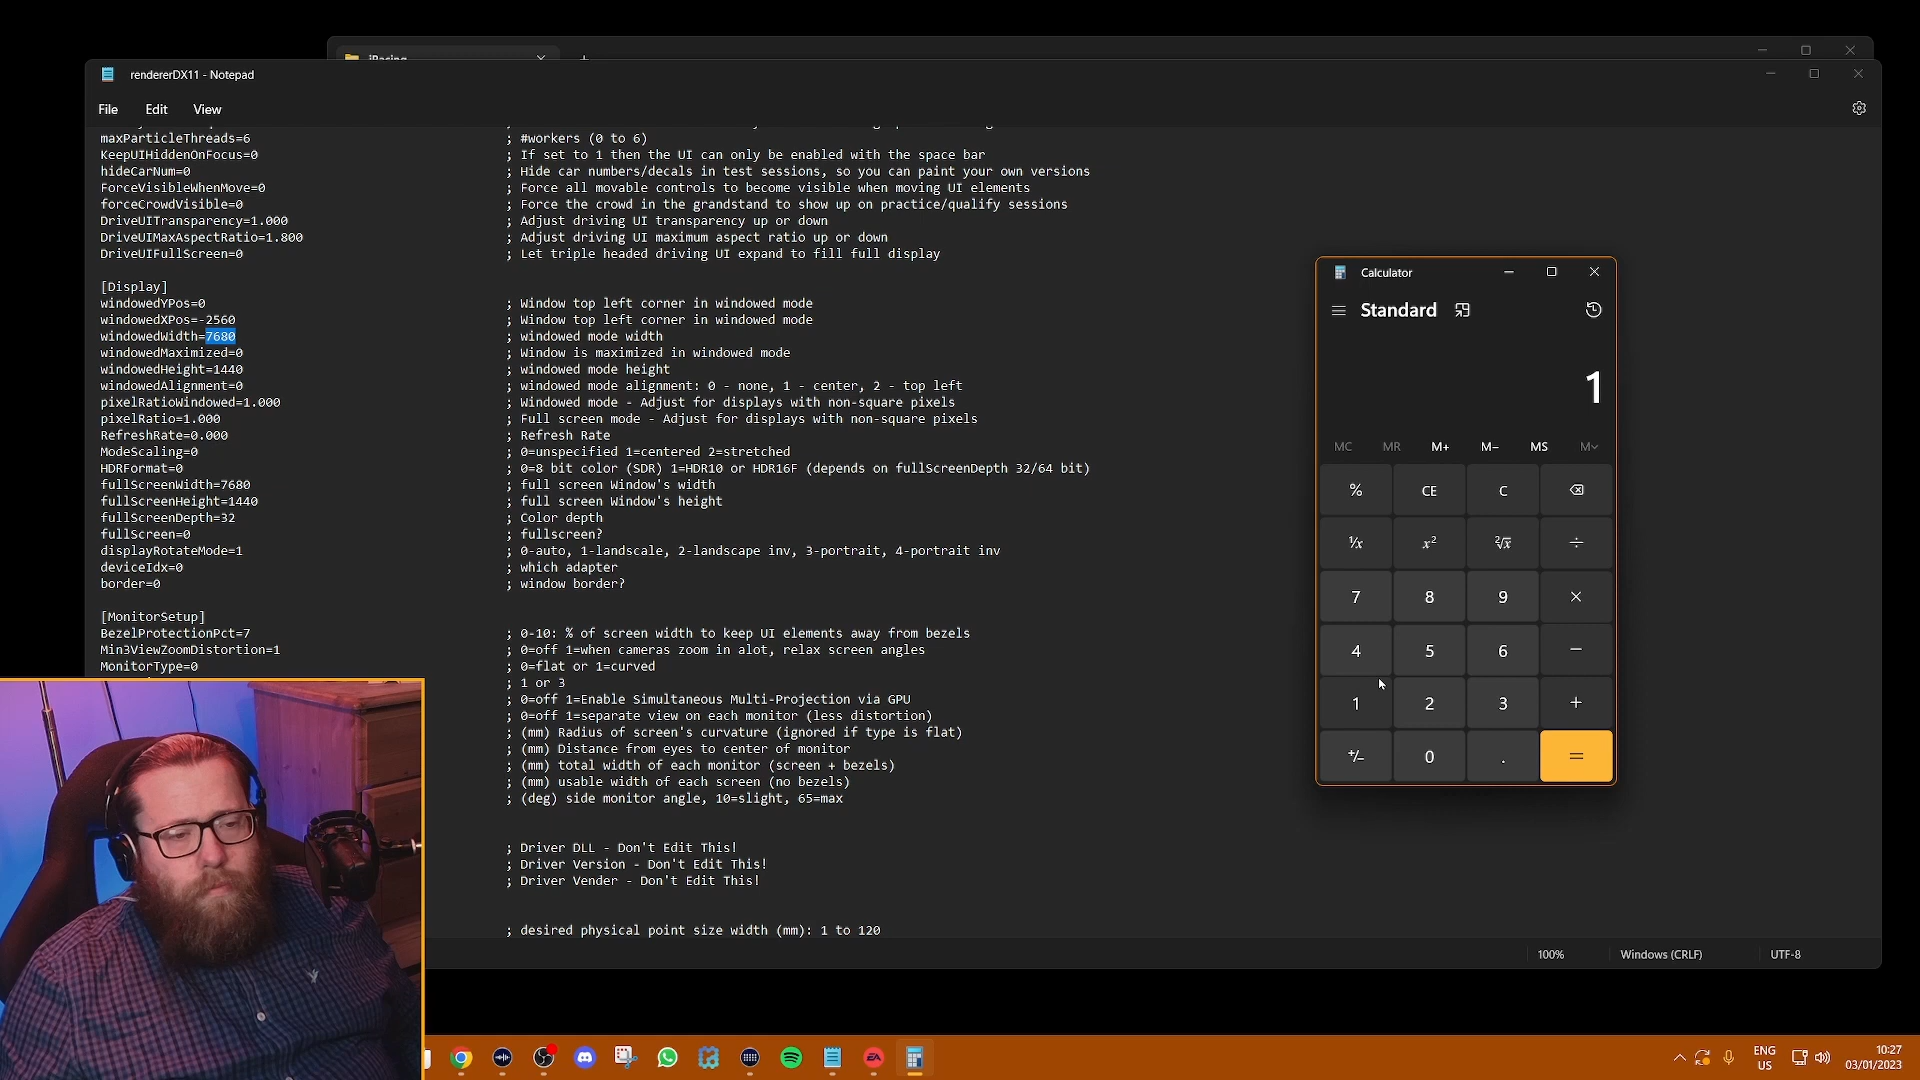 iRacing
rendererDX11 - Notepad
File Edit View
maxParticleThreads=6 ; #workers (0 to 6)
KeepUIHiddenOnFocus=0 ; If set to 1 then the UI can only be enabled with the space bar
hideCarNum=0 ; Hide car numbers/decals in test sessions, so you can paint your own versions
ForceVisibleWhenMove=0 ; Force all movable controls to become visible when moving UI elements
forceCrowdVisible=0 ; Force the crowd in the grandstand to show up on practice/qualify sessions
DriveUITransparency=1.000 ; Adjust driving UI transparency up or down
DriveUIMaxAspectRatio=1.800 ; Adjust driving UI maximum aspect ratio up or down
DriveUIFullScreen=0 ; Let triple headed driving UI expand to fill full display
[Display]
windowedYPos=0 ; Window top left corner in windowed mode
windowedXPos=-2560 ; Window top left corner in windowed mode
windowedWidth=7680 ; windowed mode width
windowedMaximized=0 ; Window is maximized in windowed mode
windowedHeight=1440 ; windowed mode height
windowedAlignment=0 ; windowed mode alignment: 0 - none, 1 - center, 2 - top left
pixelRatioWindowed=1.000 ; Windowed mode - Adjust for displays with non-square pixels
pixelRatio=1.000 ; Full screen mode - Adjust for displays with non-square pixels
RefreshRate=0.000 ; Refresh Rate
ModeScaling=0 ; 0=unspecified 1=centered 2=stretched
HDRFormat=0 ; 0=8 bit color (SDR) 1=HDR10 or HDR16F (depends on fullScreenDepth 32/64 bit)
fullScreenWidth=7680 ; full screen Window's width
fullScreenHeight=1440 ; full screen Window's height
fullScreenDepth=32 ; Color depth
fullScreen=0 ; fullscreen?
displayRotateMode=1 ; 0-auto, 1-landscape, 2-landscape inv, 3-portrait, 4-portrait inv
deviceIdx=0 ; which adapter
border=0 ; window border?
[MonitorSetup]
BezelProtectionPct=7 ; 0-10: % of screen width to keep UI elements away from bezels
Min3ViewZoomDistortion=1 ; 0=off 1=when cameras zoom in alot, relax screen angles
MonitorType=0 ; 0=flat or 1=curved
; 1 or 3
; 0=off 1=Enable Simultaneous Multi-Projection via GPU
; 0=off 1=separate view on each monitor (less distortion)
; (mm) Radius of screen's curvature (ignored if type is flat)
; (mm) Distance from eyes to center of monitor
; (mm) total width of each monitor (screen + bezels)
; (mm) usable width of each screen (no bezels)
; (deg) side monitor angle, 10=slight, 65=max
; Driver DLL - Don't Edit This!
; Driver Version - Don't Edit This!
; Driver Vender - Don't Edit This!
; desired physical point size width (mm): 1 to 120
100% Windows (CRLF) UTF-8
Calculator
Standard
1
MC MR M+ M− MS M
% CE C
¹/x x² ²√x ÷
7 8 9 ×
4 5 6 −
1 2 3 +
+/− 0 . =
EA
ENG
US
10:27
03/01/2023